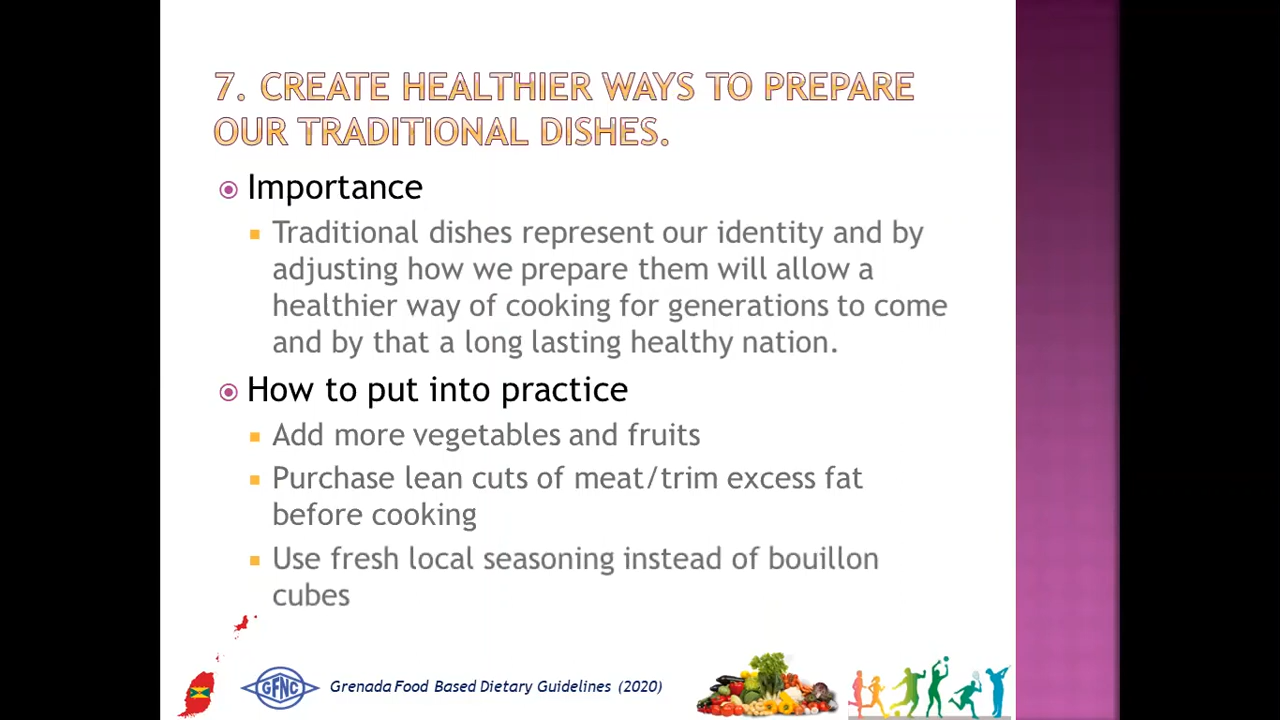 7. CREATE HEALTHIER WAYS TO PREPARE
OUR TRADITIONAL DISHES.
Importance
Traditional dishes represent our identity and by
adjusting how we prepare them will allow a
healthier way of cooking for generations to come
and by that a long lasting healthy nation.
How to put into practice
Add more vegetables and fruits
Purchase lean cuts of meat/trim excess fat
before cooking
Use fresh local seasoning instead of bouillon
cubes
GFNC
Grenada Food Based Dietary Guidelines (2020)